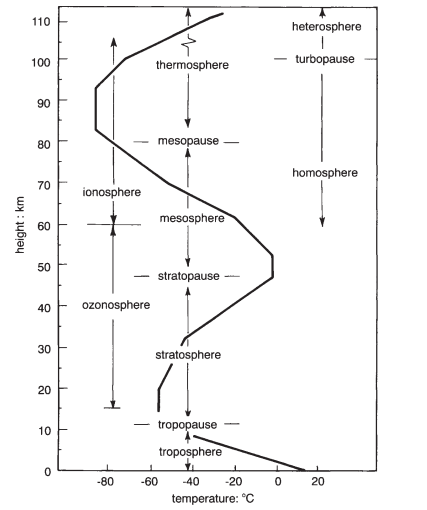 110
100
90
80
70
60
50
40
30
20
10
0
height : km
heterosphere
turbopause
thermosphere
mesopause
homosphere
ionosphere
mesosphere
stratopause
ozonosphere
stratosphere
tropopause
troposphere
-80 -60 -40 -20 0 20
temperature: °C